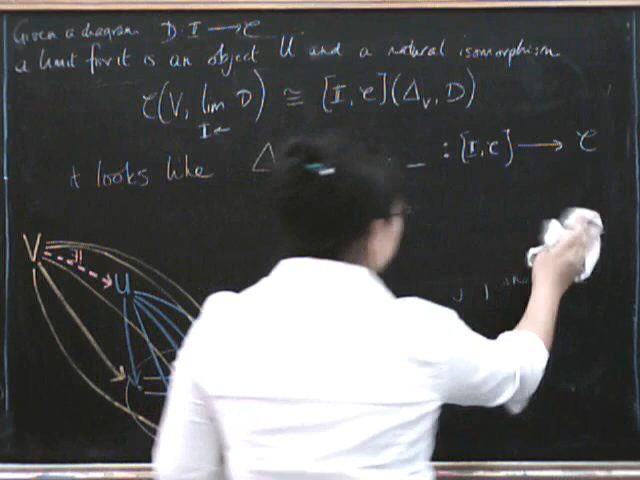 Given a diagram D I → 𝒞
a limit for it is an object U and a natural isomorphism
𝒞(V, lim D) ≅ [I, 𝒞](Δ_V, D)
I←
it looks like Δ _ : [I, 𝒞] → 𝒞
V
∃!
U